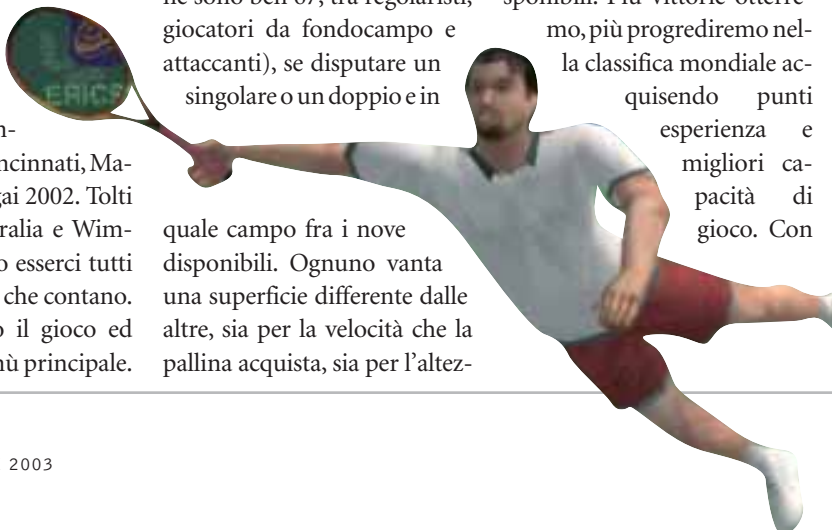 ERICS
n-
ncinnati, Ma-
gai 2002. Tolti
ralia e Wim-
o esserci tutti
che contano.
o il gioco ed
nù principale.
giocatori da fondocampo e
attaccanti), se disputare un
singolare o un doppio e in
quale campo fra i nove
disponibili. Ognuno vanta
una superficie differente dalle
altre, sia per la velocità che la
pallina acquista, sia per l'altez-
mo, più progrediremo nel-
la classifica mondiale ac-
quisendo punti
esperienza e
migliori ca-
pacità di
gioco. Con
2003